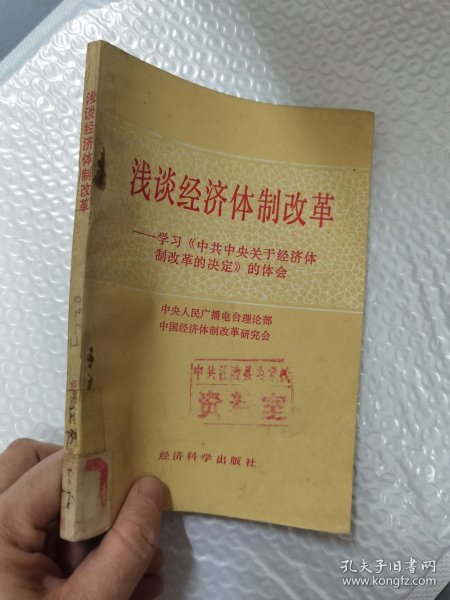 浅谈经济体制改革
浅谈经济体制改革
——学习《中共中央关于经济体
制改革的决定》的体会
中央人民广播电台理论部
中国经济体制改革研究会
中共
资料室
经济科学出版社
孔夫子旧书网
www.kongfz.com